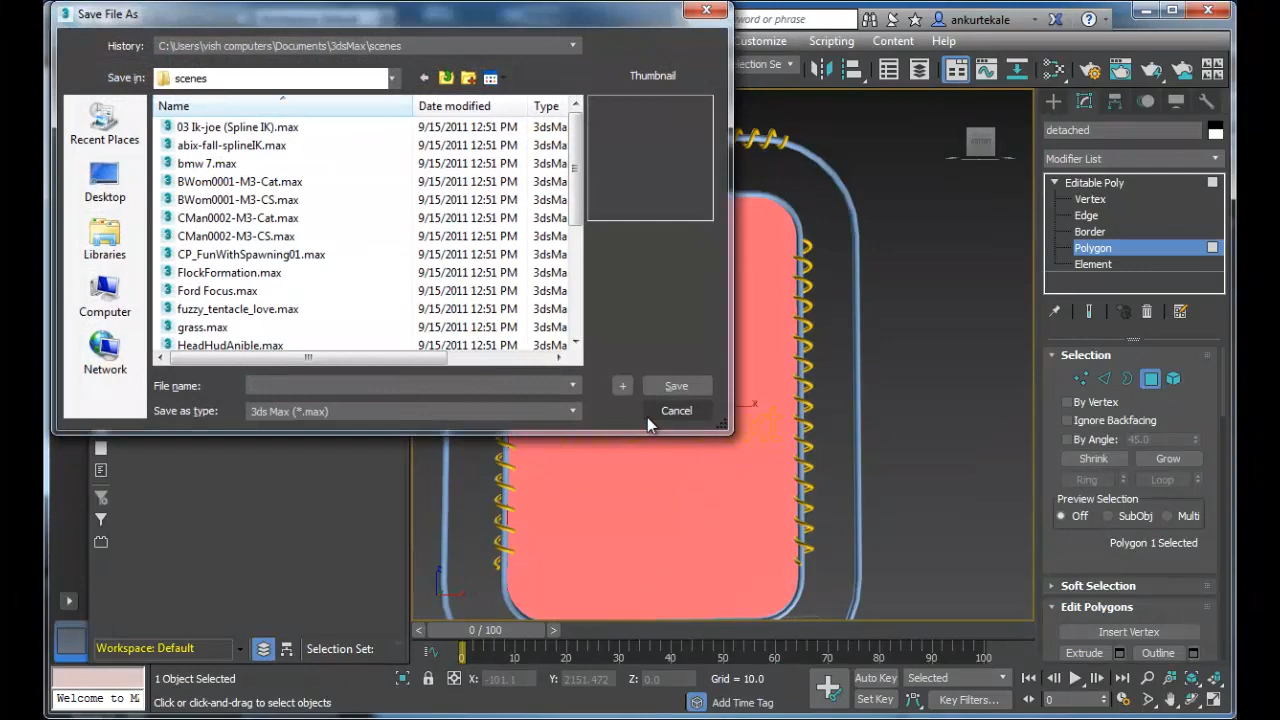 Save File As
History: C:\Users\vish computers\Documents\3dsMax\scenes
Save in: scenes
Thumbnail
Name Date modified Type
03 Ik-joe (Spline IK).max 9/15/2011 12:51 PM 3dsMa
abix-fall-splineIK.max 9/15/2011 12:51 PM 3dsMa
bmw 7.max 9/15/2011 12:51 PM 3dsMa
BWom0001-M3-Cat.max 9/15/2011 12:51 PM 3dsMa
BWom0001-M3-CS.max 9/15/2011 12:51 PM 3dsMa
CMan0002-M3-Cat.max 9/15/2011 12:51 PM 3dsMa
CMan0002-M3-CS.max 9/15/2011 12:51 PM 3dsMa
CP_FunWithSpawning01.max 9/15/2011 12:51 PM 3dsMa
FlockFormation.max 9/15/2011 12:51 PM 3dsMa
Ford Focus.max 9/15/2011 12:51 PM 3dsMa
fuzzy_tentacle_love.max 9/15/2011 12:51 PM 3dsMa
grass.max 9/15/2011 12:51 PM 3dsMa
HeadHudAnible.max 9/15/2011 12:51 PM 3dsMa
Recent Places
Desktop
Libraries
Computer
Network
File name: + Save
Save as type: 3ds Max (*.max) Cancel
yword or phrase ankurtekale
Customize Scripting Content Help
lection Se
detached
Modifier List
Editable Poly
Vertex
Edge
Border
Polygon
Element
Selection
By Vertex
Ignore Backfacing
By Angle: 45.0
Shrink Grow
Ring Loop
Preview Selection
Off SubObj Multi
Polygon 1 Selected
Soft Selection
Edit Polygons
Insert Vertex
Extrude Outline
x
z
< 0 / 100 >
Workspace: Default Selection Set:
0 10 20 30 40 50 60 70 80 90 100
1 Object Selected X: -101.1 Y: 2151.472 Z: 0.0 Grid = 10.0 Auto Key Selected
Welcome to M Click or click-and-drag to select objects Add Time Tag Set Key Key Filters... 0